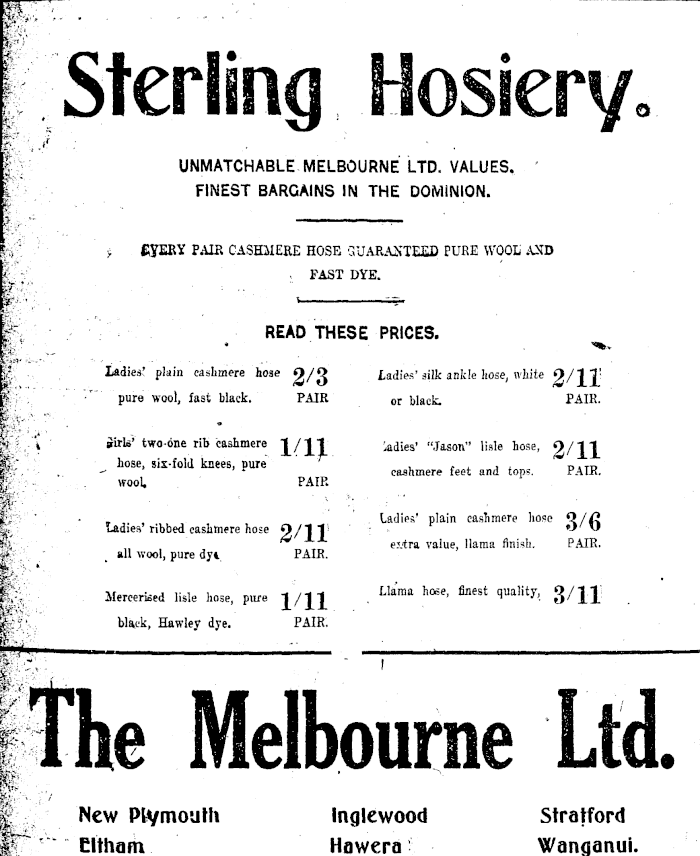 Sterling Hosiery.
UNMATCHABLE MELBOURNE LTD. VALUES.
FINEST BARGAINS IN THE DOMINION.
EVERY PAIR CASHMERE HOSE GUARANTEED PURE WOOL AND
FAST DYE.
READ THESE PRICES.
Ladies' plain cashmere hose 2/3
pure wool, fast black. PAIR
Girls' two-one rib cashmere 1/11
hose, six-fold knees, pure
wool. PAIR
Ladies' ribbed cashmere hose 2/11
all wool, pure dye. PAIR.
Mercerised lisle hose, pure 1/11
black, Hawley dye. PAIR.
Ladies' silk ankle hose, white 2/11
or black. PAIR.
Ladies' "Jason" lisle hose, 2/11
cashmere feet and tops. PAIR.
Ladies' plain cashmere hose 3/6
extra value, llama finish. PAIR.
Llama hose, finest quality, 3/11
The Melbourne Ltd.
New Plymouth Inglewood Stratford
Eltham Hawera Wanganui.